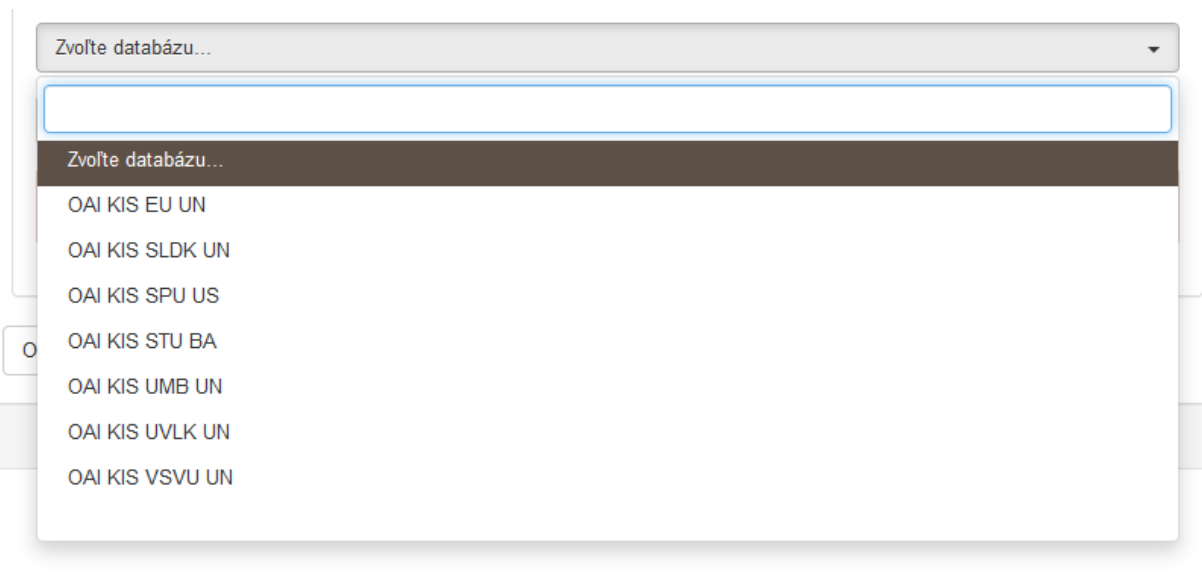 Zvoľte databázu...
Zvoľte databázu...
OAI KIS EU UN
OAI KIS SLDK UN
OAI KIS SPU US
OAI KIS STU BA
O
OAI KIS UMB UN
OAI KIS UVLK UN
OAI KIS VSVU UN